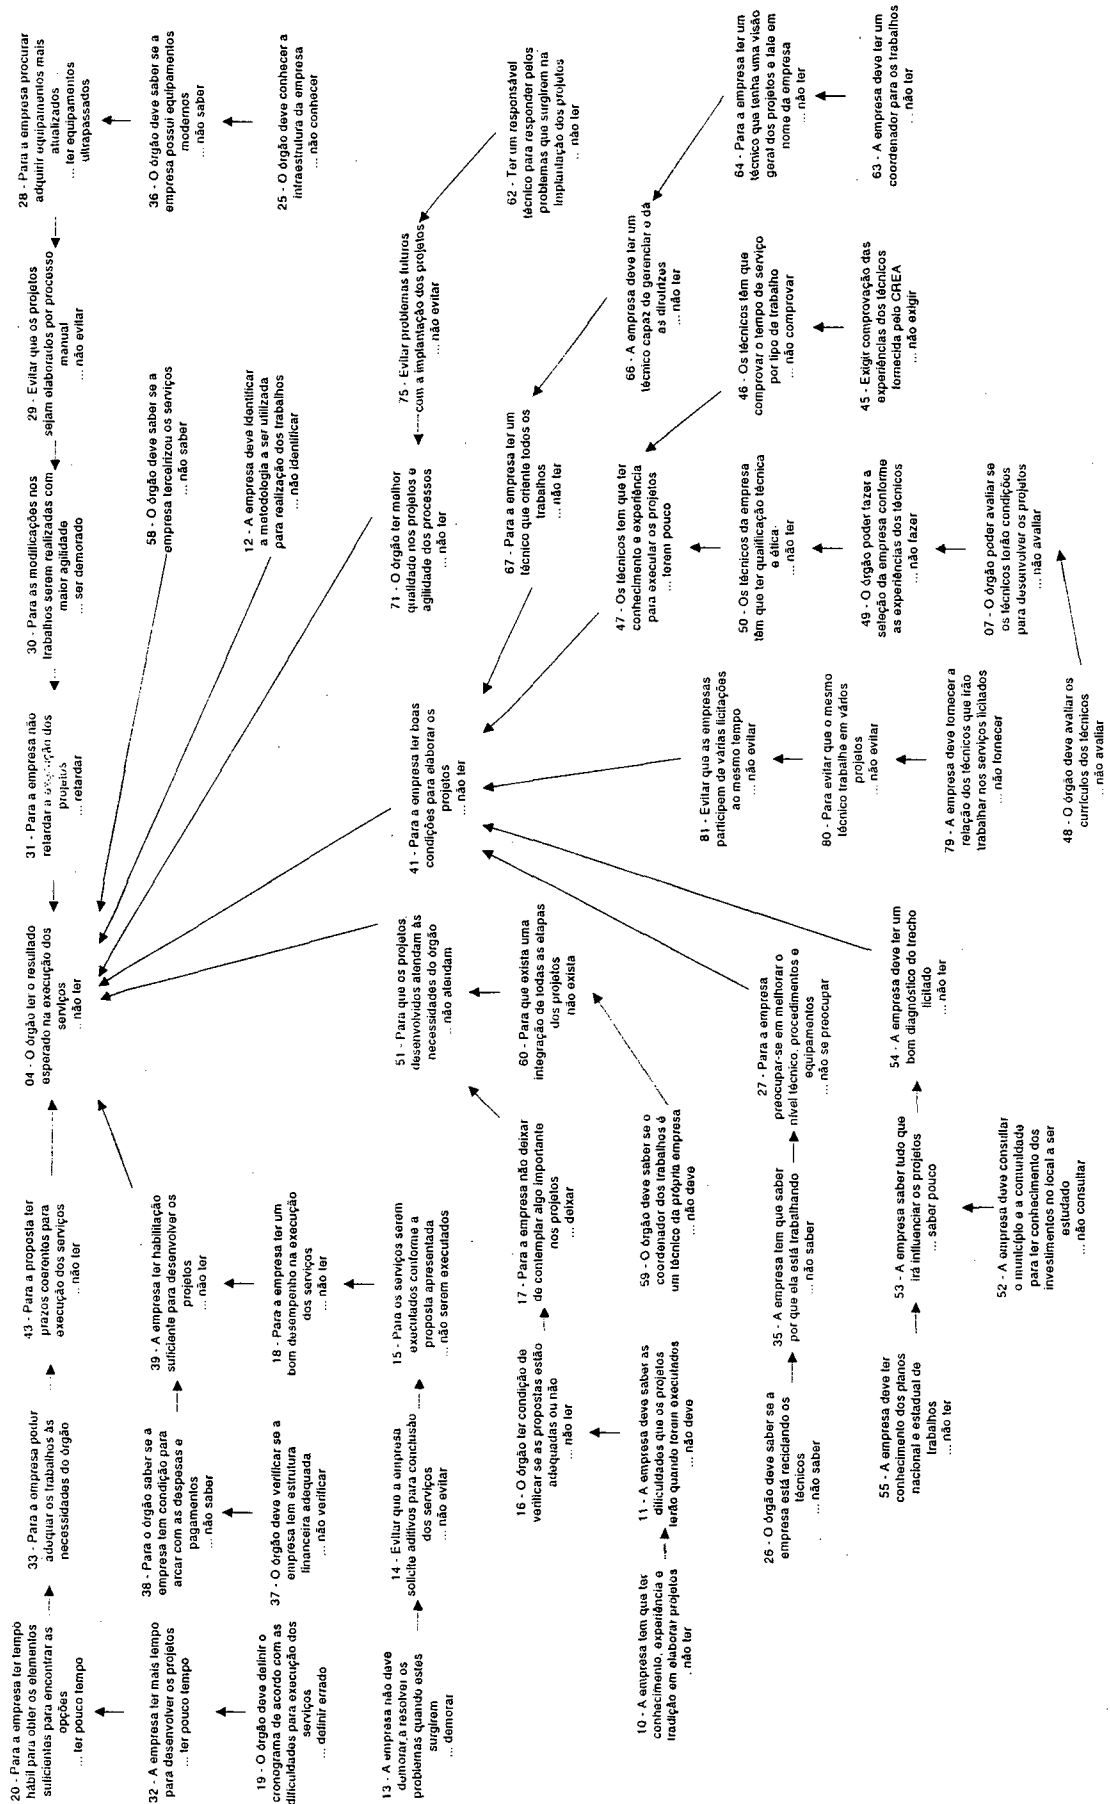 20 - Para a empresa ter tempo
hábil para obter os elementos
suficientes para encontrar as
opções
... ter pouco tempo
33 - Para a empresa poder
adequar os trabalhos às
necessidades do órgão
43 - Para a proposta ter
prazos coerentes para
execução dos serviços
... não ter
04 - O órgão ter o resultado
esperado na execução dos
serviços
... não ter
31 - Para a empresa não
retardar a execução dos
projetos
... retardar
30 - Para as modificações nos
trabalhos serem realizadas com
maior agilidade
... ser demorado
29 - Evitar que os projetos
sejam elaborados por processo
manual
... não evitar
28 - Para a empresa procurar
adquirir equipamentos mais
atualizados
... ter equipamentos
ultrapassados
32 - A empresa ter mais tempo
para desenvolver os projetos
... ter pouco tempo
38 - Para o órgão saber se a
empresa tem condição para
arcar com as despesas e
pagamentos
... não saber
39 - A empresa ter habilitação
suficiente para desenvolver os
projetos
... não ter
58 - O órgão deve saber se a
empresa terceirizou os serviços
... não saber
36 - O órgão deve saber se a
empresa possui equipamentos
modernos
... não saber
19 - O órgão deve definir o
cronograma de acordo com as
dificuldades para execução dos
serviços
... definir errado
37 - O órgão deve verificar se a
empresa tem estrutura
financeira adequada
... não verificar
18 - Para a empresa ter um
bom desempenho na execução
dos serviços
... não ter
12 - A empresa deve identificar
a metodologia a ser utilizada
para realização dos trabalhos
... não identificar
25 - O órgão deve conhecer a
infraestrutura da empresa
... não conhecer
13 - A empresa não deve
demorar a resolver os
problemas quando estes
surgirem
... demorar
14 - Evitar que a empresa
solicite aditivos para conclusão
dos serviços
... não evitar
15 - Para os serviços serem
executados conforme a
proposta apresentada
... não serem executados
51 - Para que os projetos
desenvolvidos atendam às
necessidades do órgão
... não atendam
41 - Para a empresa ter boas
condições para elaborar os
projetos
... não ter
71 - O órgão ter melhor
qualidade nos projetos e
agilidade dos processos
... não ter
75 - Evitar problemas futuros
com a implantação dos projetos
... não evitar
62 - Ter um responsável
técnico para responder pelos
problemas que surgirem na
Implantação dos projetos
... não ter
16 - O órgão ter condição de
verificar se as propostas estão
adequadas ou não
... não ter
17 - Para a empresa não deixar
de contemplar algo importante
nos projetos
... deixar
60 - Para que exista uma
integração de todas as etapas
dos projetos
não exista
67 - Para a empresa ter um
técnico que oriente todos os
trabalhos
... não ter
66 - A empresa deve ter um
técnico capaz de gerenciar e dá
as diretrizes
... não ter
64 - Para a empresa ter um
técnico que tenha uma visão
geral dos projetos e fale em
nome da empresa
... não ter
10 - A empresa tem que ter
conhecimento, experiência e
tradição em elaborar projetos
. não ter
11 - A empresa deve saber as
dificuldades que os projetos
terão quando forem executados
... não deve
59 - O órgão deve saber se o
coordenador dos trabalhos é
um técnico da própria empresa
... não deve
47 - Os técnicos tem que ter
conhecimento e experiência
para executar os projetos
... terem pouco
46 - Os técnicos têm que
comprovar o tempo de serviço
por tipo de trabalho
... não comprovar
63 - A empresa deve ter um
coordenador para os trabalhos
... não ter
26 - O órgão deve saber se a
empresa está reciclando os
técnicos
... não saber
35 - A empresa tem que saber
por que ela está trabalhando
... não saber
27 - Para a empresa
preocupar-se em melhorar o
nível técnico, procedimentos e
equipamentos
... não se preocupar
81 - Evitar que as empresas
participem de várias licitações
ao mesmo tempo
... não evitar
50 - Os técnicos da empresa
têm que ter qualificação técnica
e ética
... não ter
45 - Exigir comprovação das
experiências dos técnicos
fornecida pelo CREA
... não exigir
55 - A empresa deve ter
conhecimento dos planos
nacional e estadual de
trabalhos
... não ter
53 - A empresa saber tudo que
irá influenciar os projetos
... saber pouco
54 - A empresa deve ter um
bom diagnóstico do trecho
licitado
... não ter
80 - Para evitar que o mesmo
técnico trabalhe em vários
projetos
... não evitar
49 - O órgão poder fazer a
seleção da empresa conforme
as experiências dos técnicos
... não fazer
52 - A empresa deve consultar
o município e a comunidade
para ter conhecimento dos
investimentos no local a ser
estudado
... não consultar
79 - A empresa deve fornecer a
relação dos técnicos que irão
trabalhar nos serviços licitados
... não fornecer
07 - O órgão poder avaliar se
os técnicos terão condições
para desenvolver os projetos
... não avaliar
48 - O órgão deve avaliar os
currículos dos técnicos
... não avaliar